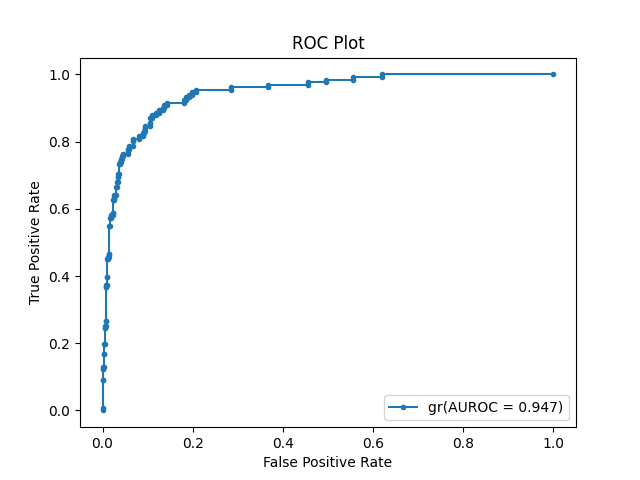 ROC Plot
True Positive Rate
1.0
0.8
0.6
0.4
0.2
0.0
gr(AUROC = 0.947)
0.0 0.2 0.4 0.6 0.8 1.0
False Positive Rate